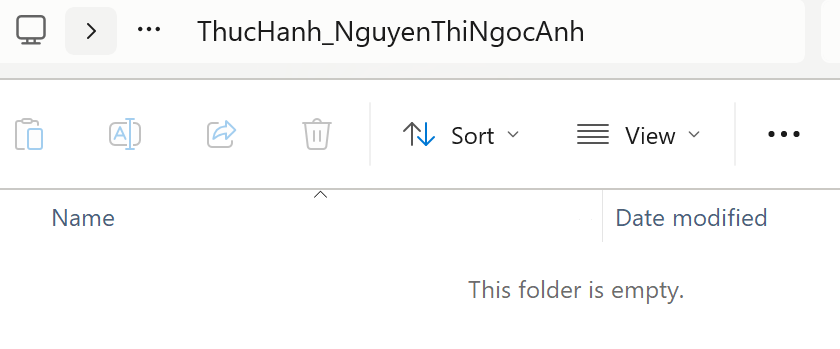 ThucHanh_NguyenThiNgocAnh
Sort View
Name Date modified
This folder is empty.